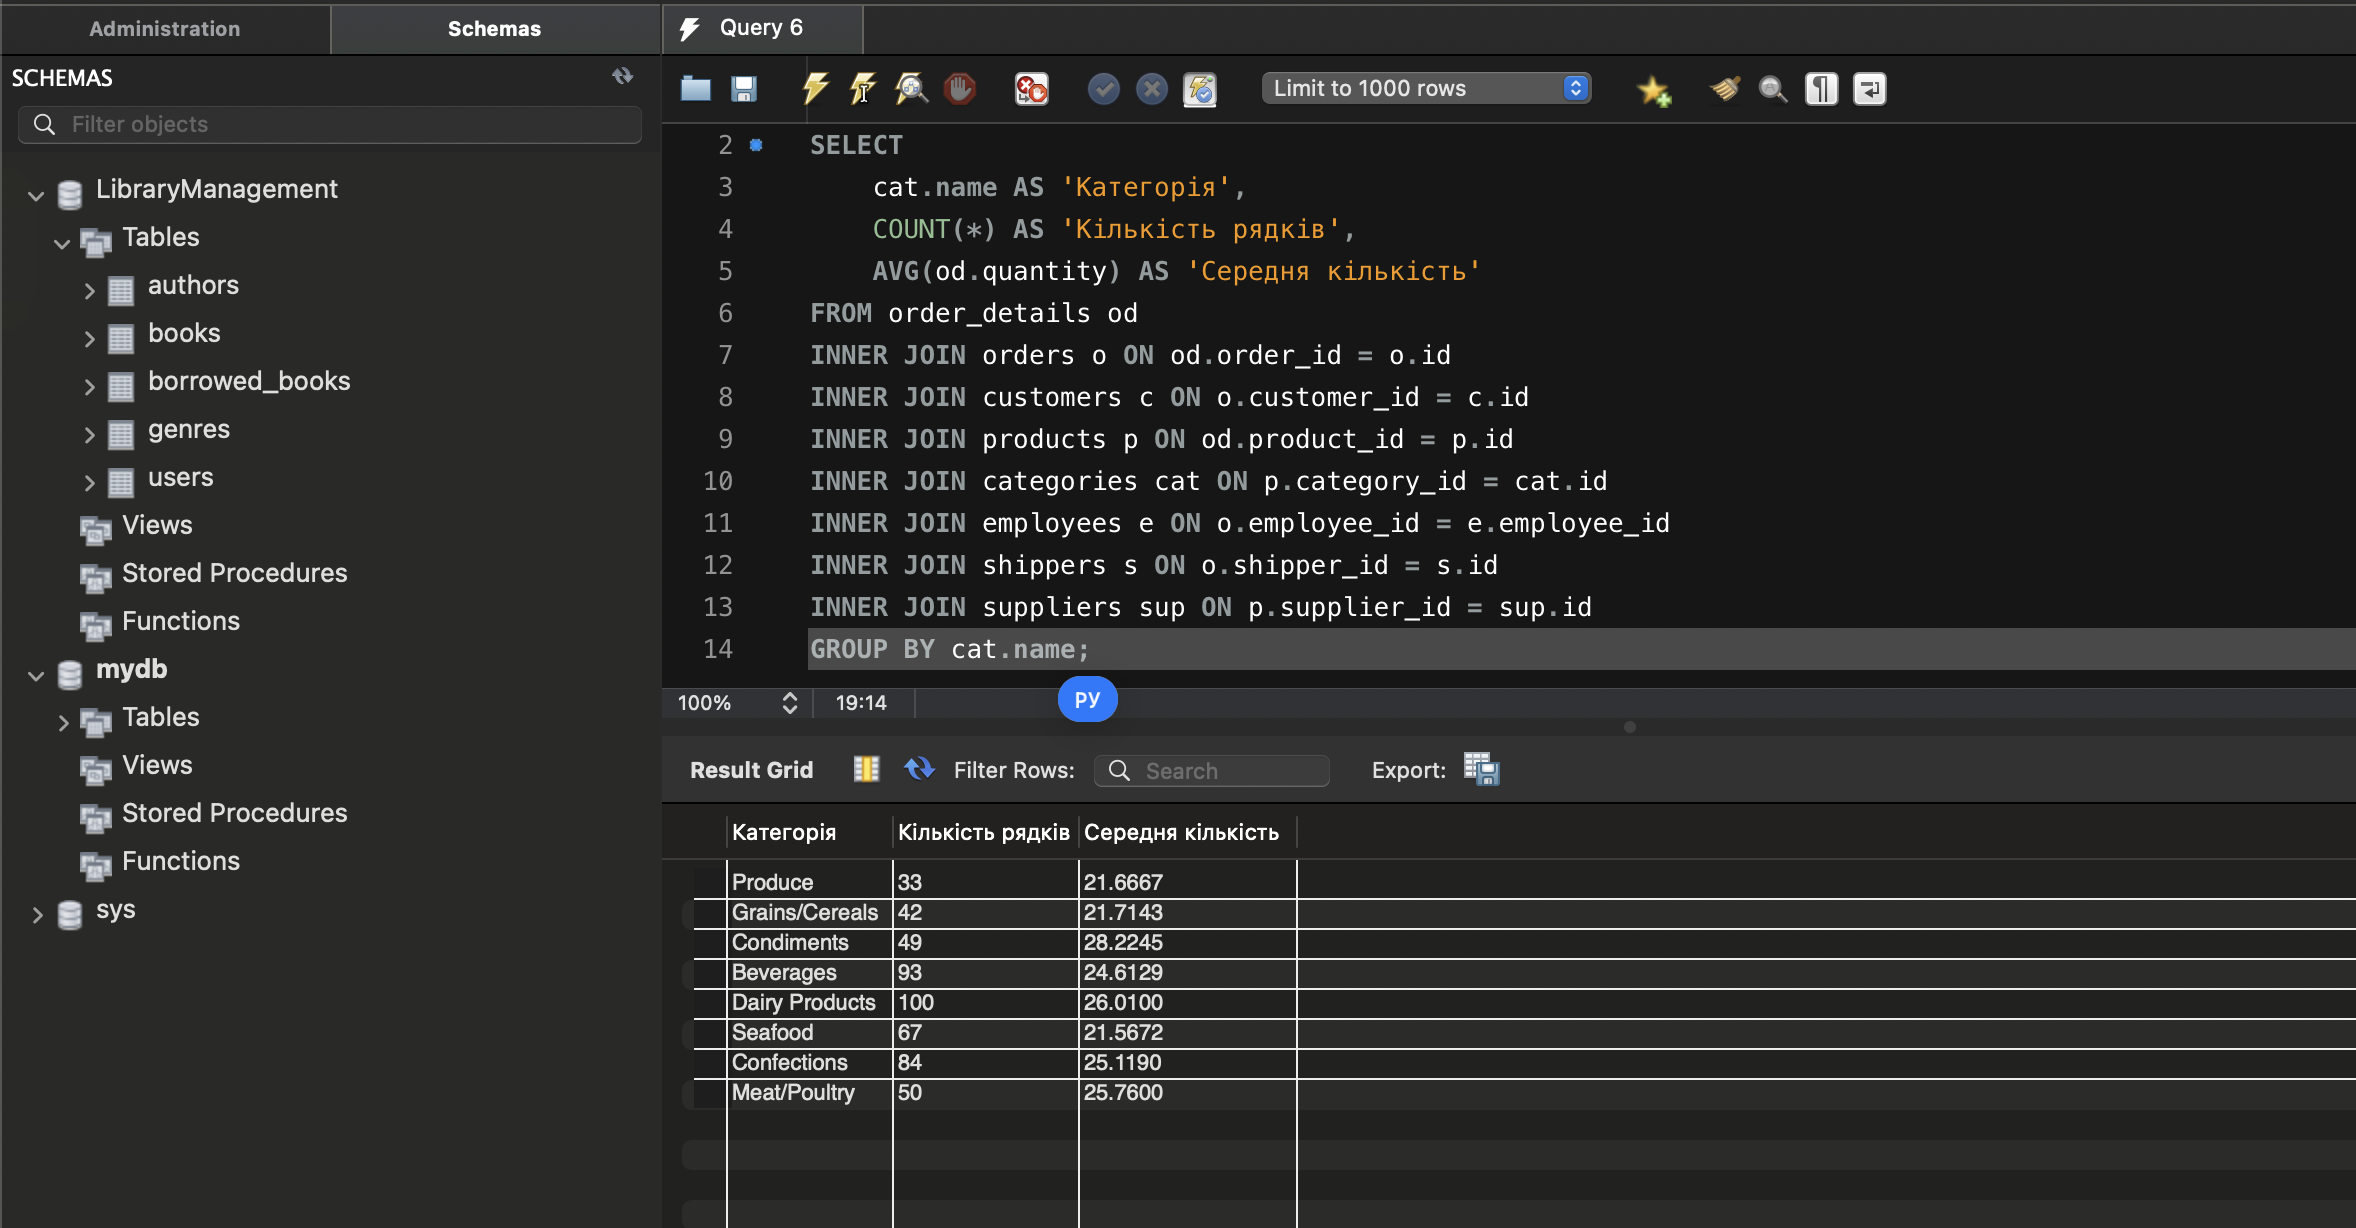 Administration
Schemas
Query 6
SCHEMAS
Filter objects
LibraryManagement
Tables
authors
books
borrowed_books
genres
users
Views
Stored Procedures
Functions
mydb
Tables
Views
Stored Procedures
Functions
sys
Limit to 1000 rows
2 SELECT
3 cat.name AS 'Категорія',
4 COUNT(*) AS 'Кількість рядків',
5 AVG(od.quantity) AS 'Середня кількість'
6 FROM order_details od
7 INNER JOIN orders o ON od.order_id = o.id
8 INNER JOIN customers c ON o.customer_id = c.id
9 INNER JOIN products p ON od.product_id = p.id
10 INNER JOIN categories cat ON p.category_id = cat.id
11 INNER JOIN employees e ON o.employee_id = e.employee_id
12 INNER JOIN shippers s ON o.shipper_id = s.id
13 INNER JOIN suppliers sup ON p.supplier_id = sup.id
14 GROUP BY cat.name;
100% 19:14 РУ
Result Grid Filter Rows: Search Export:
Категорія Кількість рядків Середня кількість
Produce 33 21.6667
Grains/Cereals 42 21.7143
Condiments 49 28.2245
Beverages 93 24.6129
Dairy Products 100 26.0100
Seafood 67 21.5672
Confections 84 25.1190
Meat/Poultry 50 25.7600